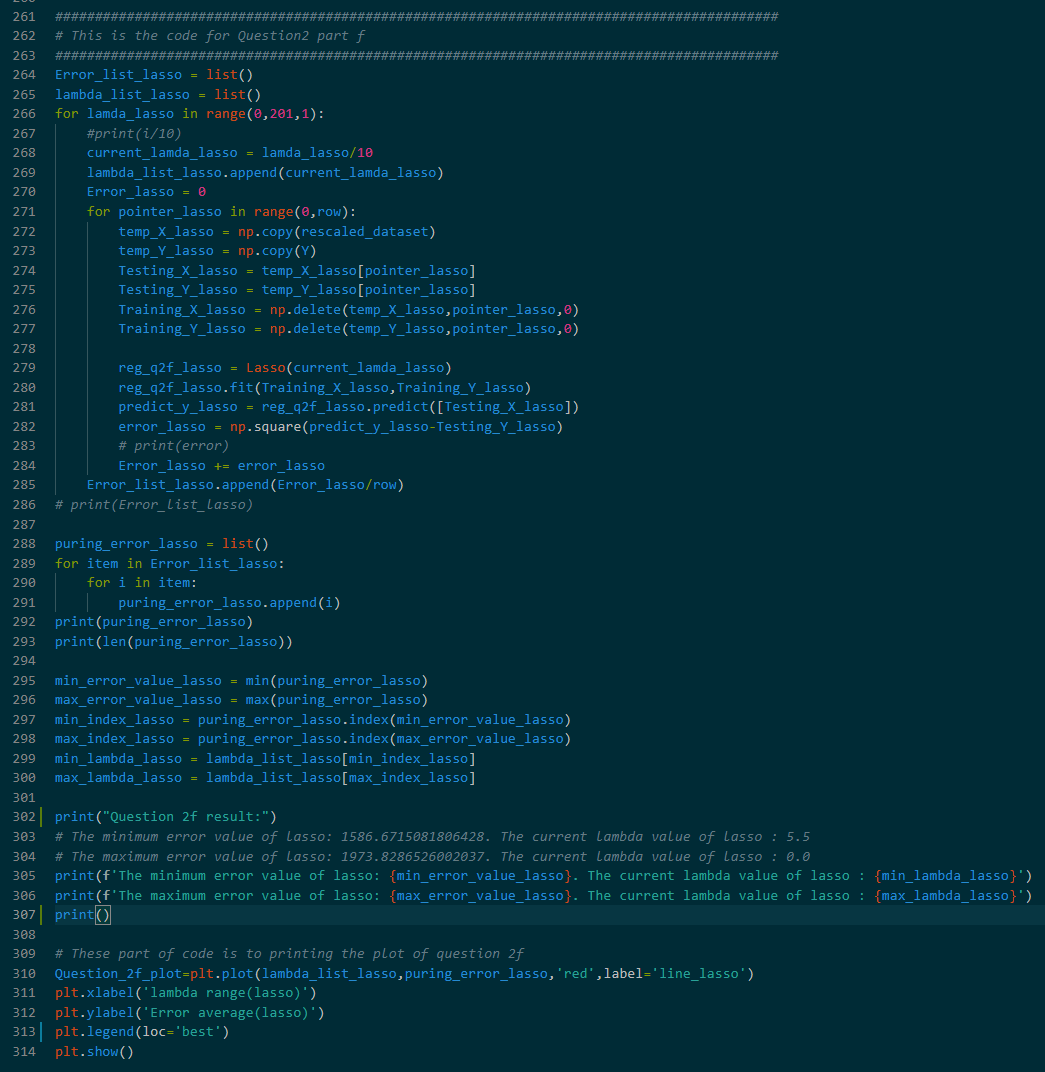 261 ###########################################################################################
262 # This is the code for Question2 part f
263 ###########################################################################################
264 Error_list_lasso = list()
265 lambda_list_lasso = list()
266 for lamda_lasso in range(0,201,1):
267     #print(i/10)
268     current_lamda_lasso = lamda_lasso/10
269     lambda_list_lasso.append(current_lamda_lasso)
270     Error_lasso = 0
271     for pointer_lasso in range(0,row):
272         temp_X_lasso = np.copy(rescaled_dataset)
273         temp_Y_lasso = np.copy(Y)
274         Testing_X_lasso = temp_X_lasso[pointer_lasso]
275         Testing_Y_lasso = temp_Y_lasso[pointer_lasso]
276         Training_X_lasso = np.delete(temp_X_lasso,pointer_lasso,0)
277         Training_Y_lasso = np.delete(temp_Y_lasso,pointer_lasso,0)
278
279         reg_q2f_lasso = Lasso(current_lamda_lasso)
280         reg_q2f_lasso.fit(Training_X_lasso,Training_Y_lasso)
281         predict_y_lasso = reg_q2f_lasso.predict([Testing_X_lasso])
282         error_lasso = np.square(predict_y_lasso-Testing_Y_lasso)
283         # print(error)
284         Error_lasso += error_lasso
285     Error_list_lasso.append(Error_lasso/row)
286 # print(Error_list_lasso)
287
288 puring_error_lasso = list()
289 for item in Error_list_lasso:
290     for i in item:
291         puring_error_lasso.append(i)
292 print(puring_error_lasso)
293 print(len(puring_error_lasso))
294
295 min_error_value_lasso = min(puring_error_lasso)
296 max_error_value_lasso = max(puring_error_lasso)
297 min_index_lasso = puring_error_lasso.index(min_error_value_lasso)
298 max_index_lasso = puring_error_lasso.index(max_error_value_lasso)
299 min_lambda_lasso = lambda_list_lasso[min_index_lasso]
300 max_lambda_lasso = lambda_list_lasso[max_index_lasso]
301
302 print("Question 2f result:")
303 # The minimum error value of lasso: 1586.6715081806428. The current lambda value of lasso : 5.5
304 # The maximum error value of lasso: 1973.8286526002037. The current lambda value of lasso : 0.0
305 print(f'The minimum error value of lasso: {min_error_value_lasso}. The current lambda value of lasso : {min_lambda_lasso}')
306 print(f'The maximum error value of lasso: {max_error_value_lasso}. The current lambda value of lasso : {max_lambda_lasso}')
307 print()
308
309 # These part of code is to printing the plot of question 2f
310 Question_2f_plot=plt.plot(lambda_list_lasso,puring_error_lasso,'red',label='line_lasso')
311 plt.xlabel('lambda range(lasso)')
312 plt.ylabel('Error average(lasso)')
313 plt.legend(loc='best')
314 plt.show()